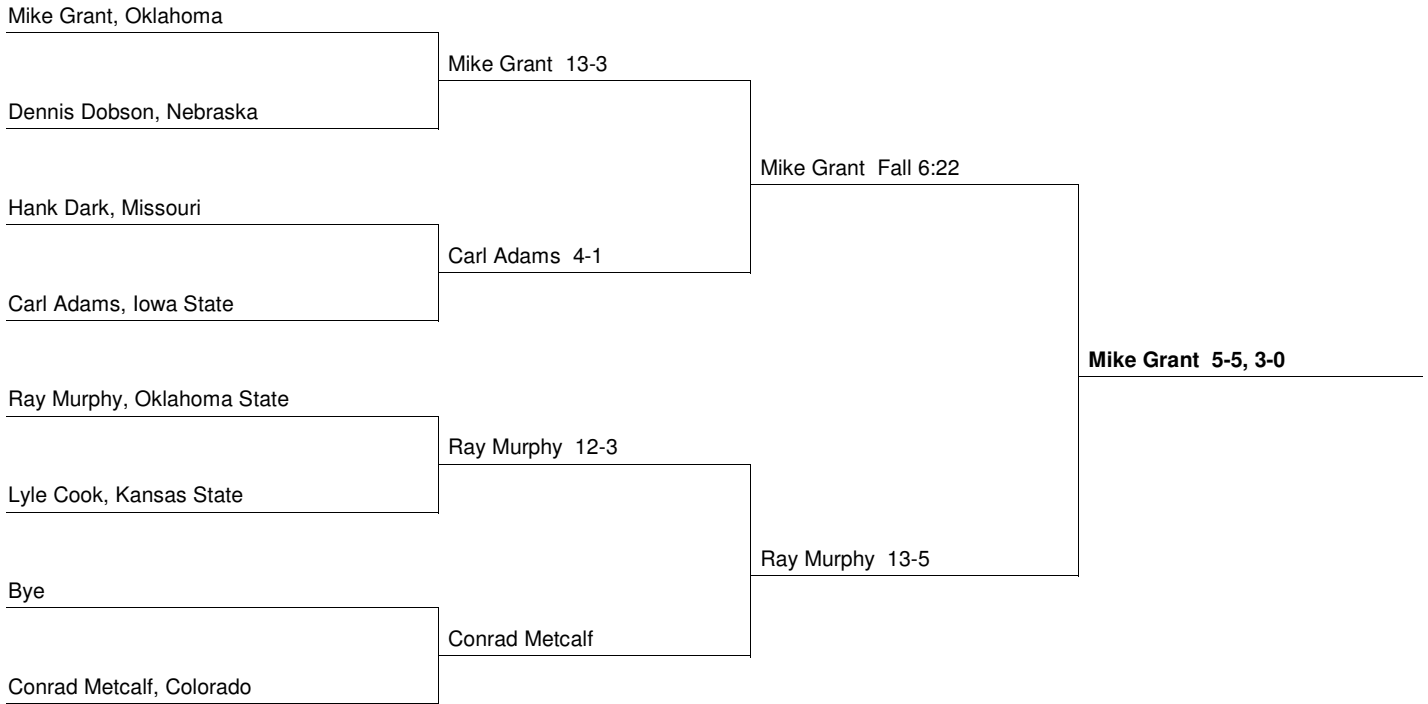 Mike Grant, Oklahoma
Mike Grant  13-3
Dennis Dobson, Nebraska
Mike Grant  Fall 6:22
Hank Dark, Missouri
Carl Adams  4-1
Carl Adams, Iowa State
Mike Grant  5-5, 3-0
Ray Murphy, Oklahoma State
Ray Murphy  12-3
Lyle Cook, Kansas State
Ray Murphy  13-5
Bye
Conrad Metcalf
Conrad Metcalf, Colorado